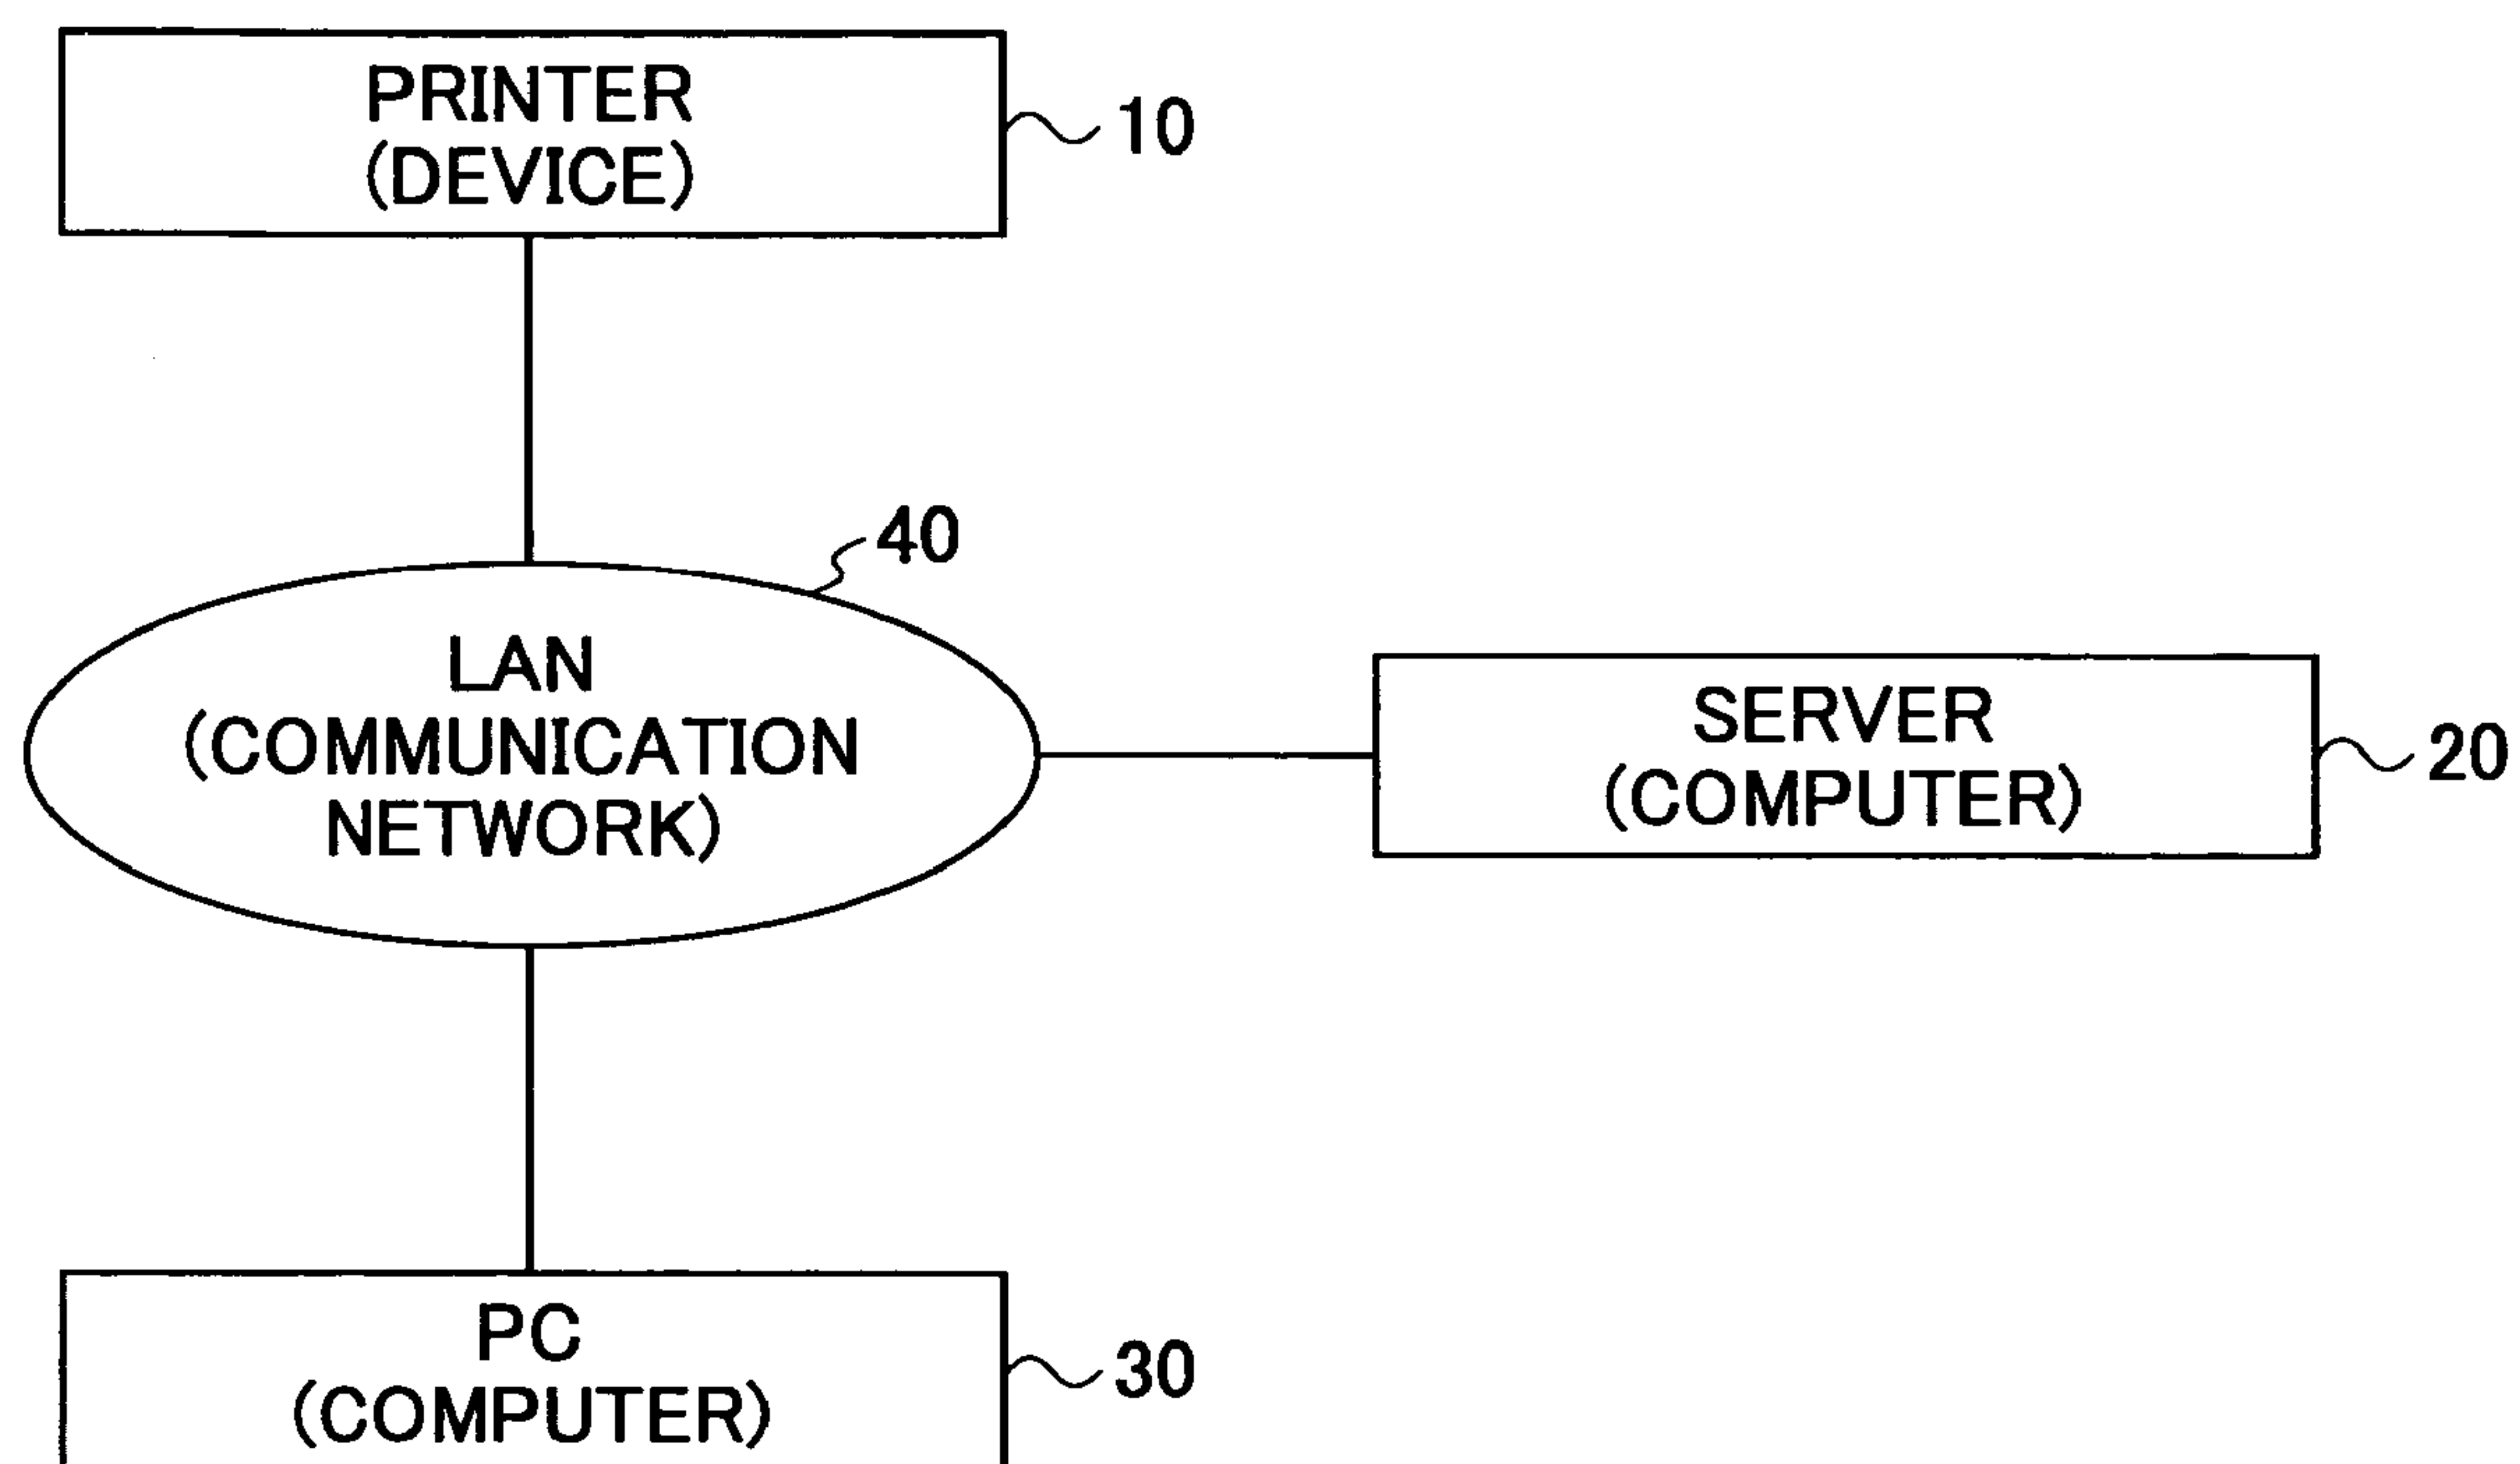 PRINTER
(DEVICE)
10
40
LAN
(COMMUNICATION
NETWORK)
SERVER
(COMPUTER)
20
PC
(COMPUTER)
30